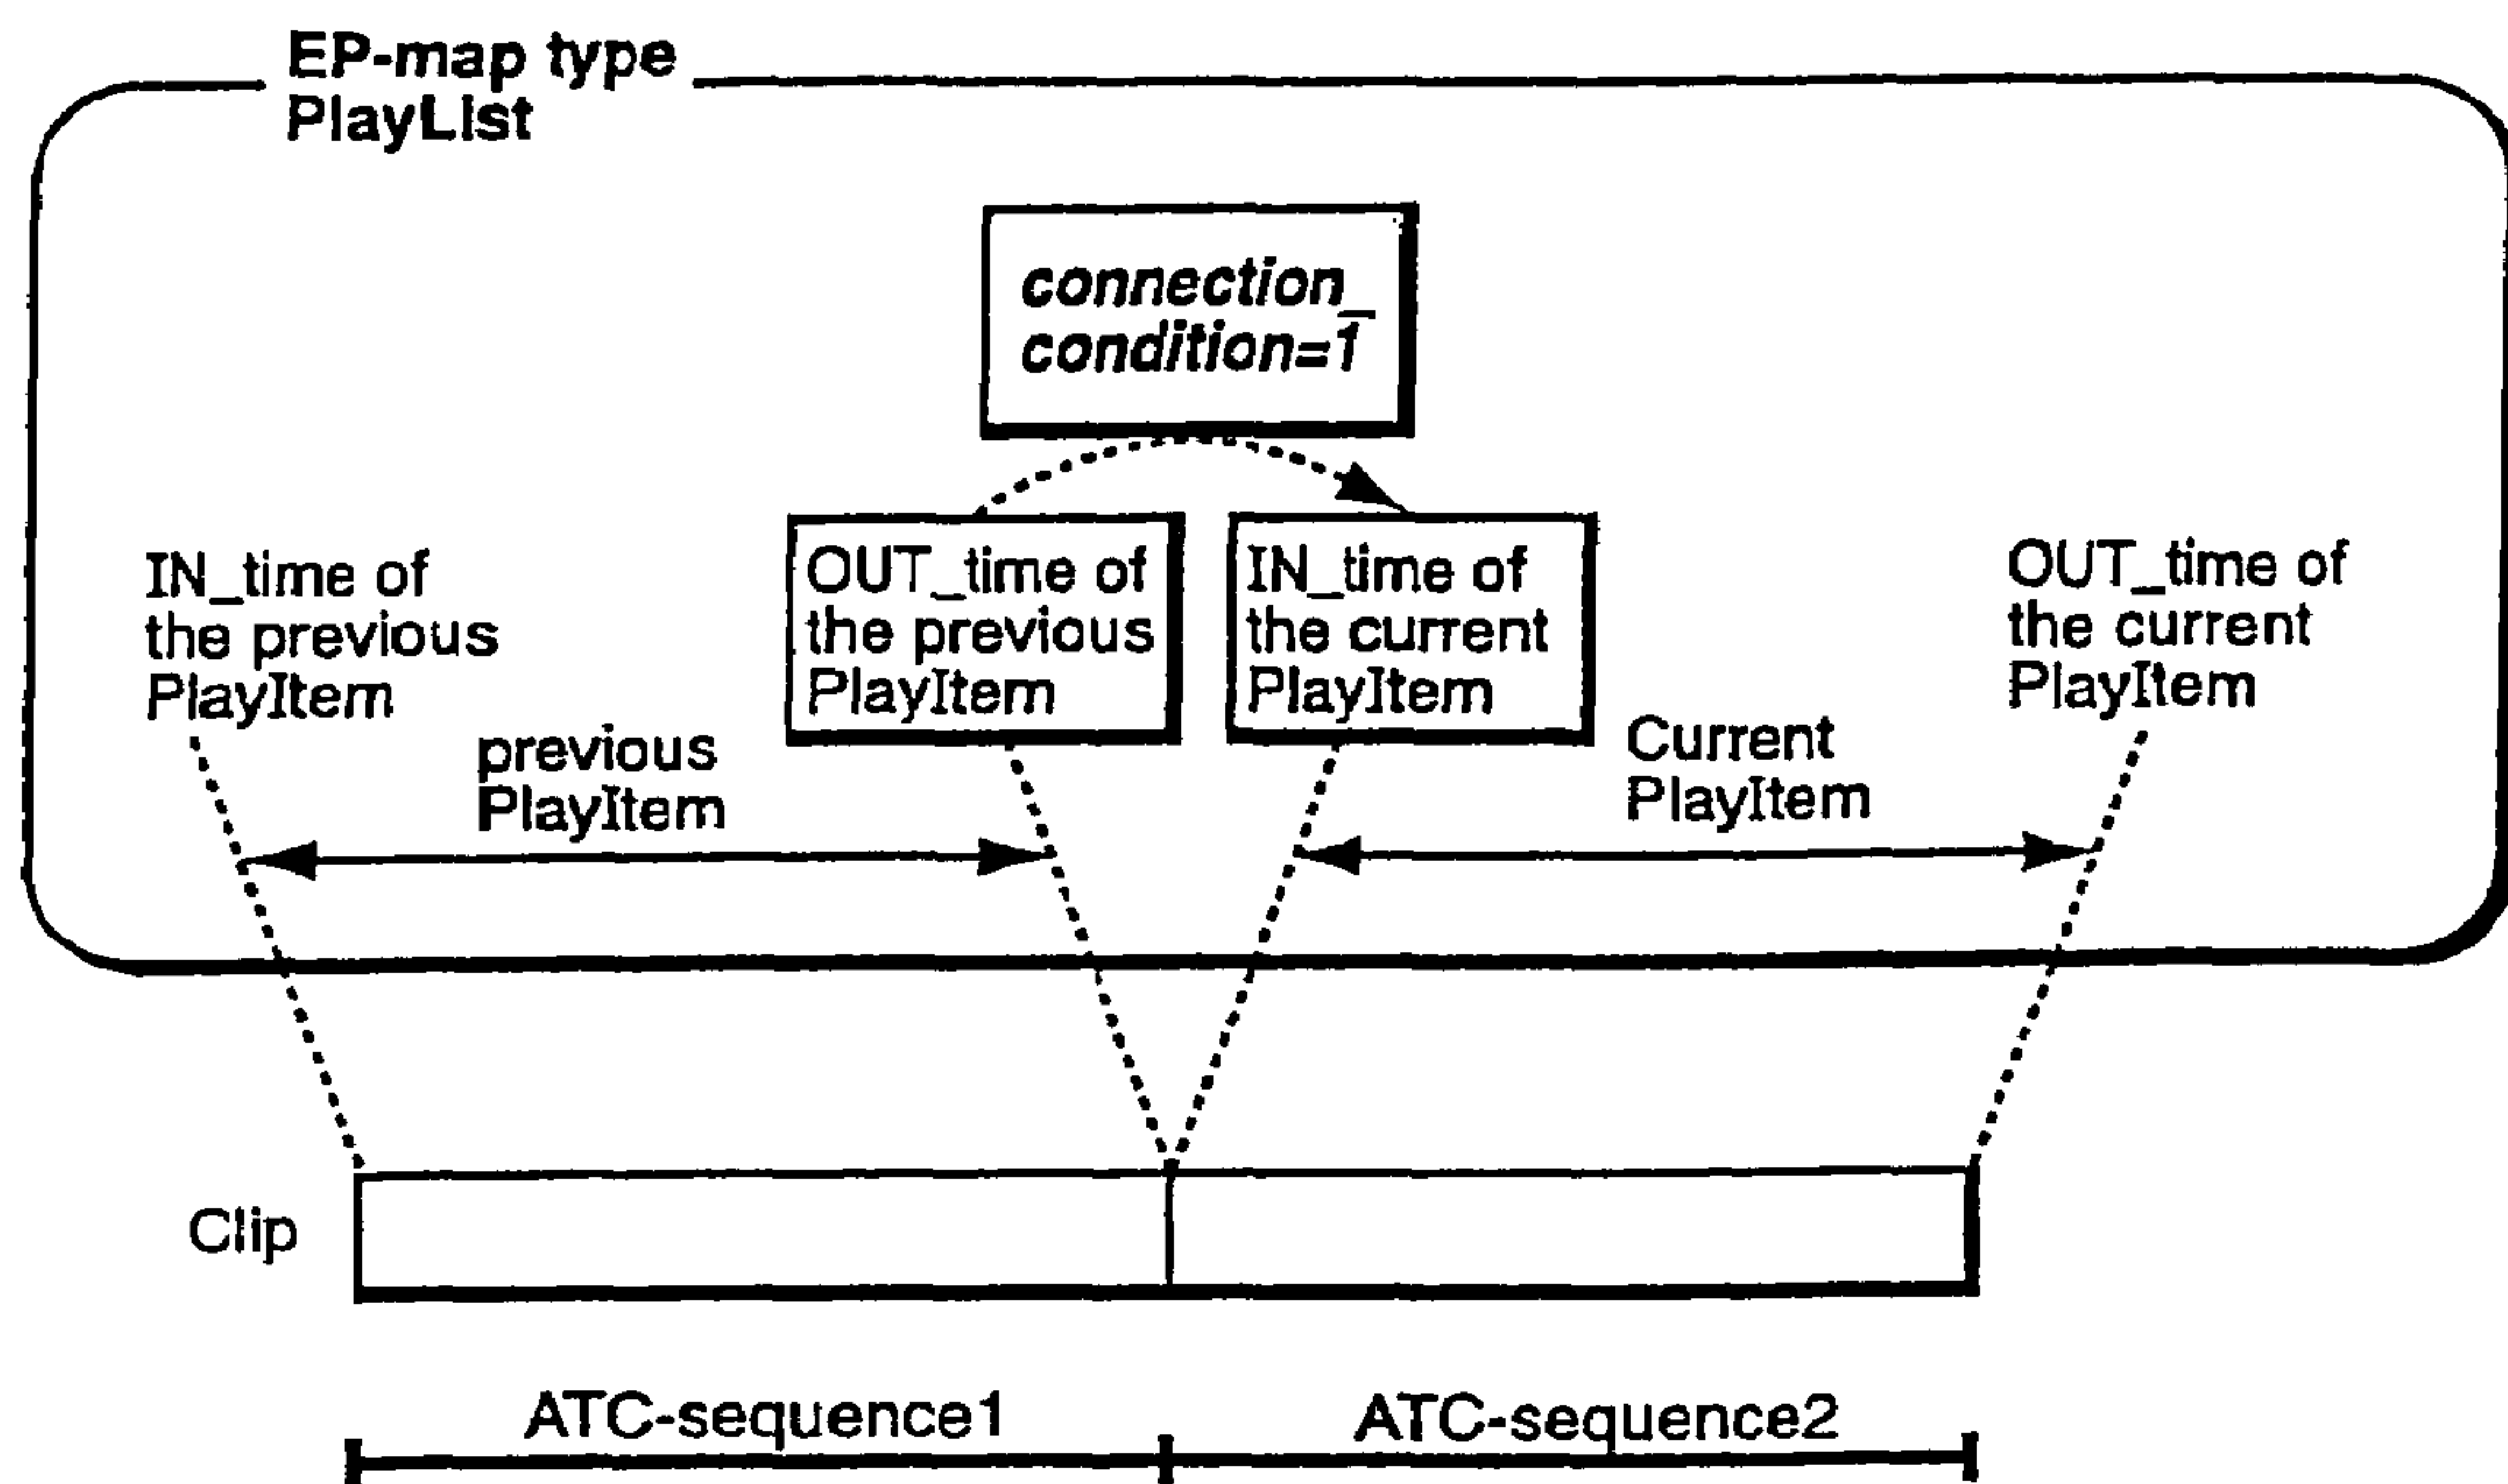 EP-map type
PlayList
connection_
condition=1
IN_time of
the previous
PlayItem
OUT_time of
the previous
PlayItem
IN_time of
the current
PlayItem
OUT_time of
the current
PlayItem
previous
PlayItem
Current
PlayItem
Clip
ATC-sequence1
ATC-sequence2